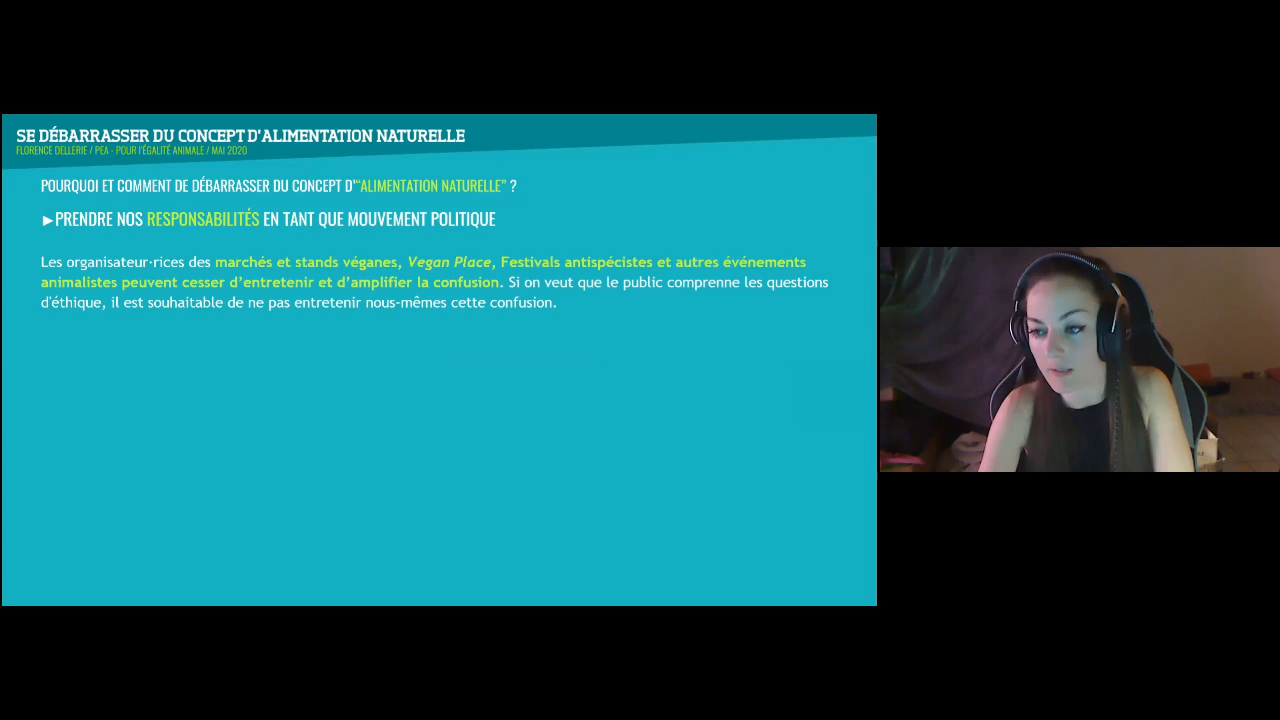 SE DÉBARRASSER DU CONCEPT D'ALIMENTATION NATURELLE
FLORENCE DELLERIE / PEA - POUR L'ÉGALITÉ ANIMALE / MAI 2020
POURQUOI ET COMMENT DE DÉBARRASSER DU CONCEPT D'“ALIMENTATION NATURELLE” ?
►PRENDRE NOS RESPONSABILITÉS EN TANT QUE MOUVEMENT POLITIQUE
Les organisateur·rices des marchés et stands véganes, Vegan Place, Festivals antispécistes et autres événements
animalistes peuvent cesser d’entretenir et d’amplifier la confusion. Si on veut que le public comprenne les questions
d'éthique, il est souhaitable de ne pas entretenir nous-mêmes cette confusion.